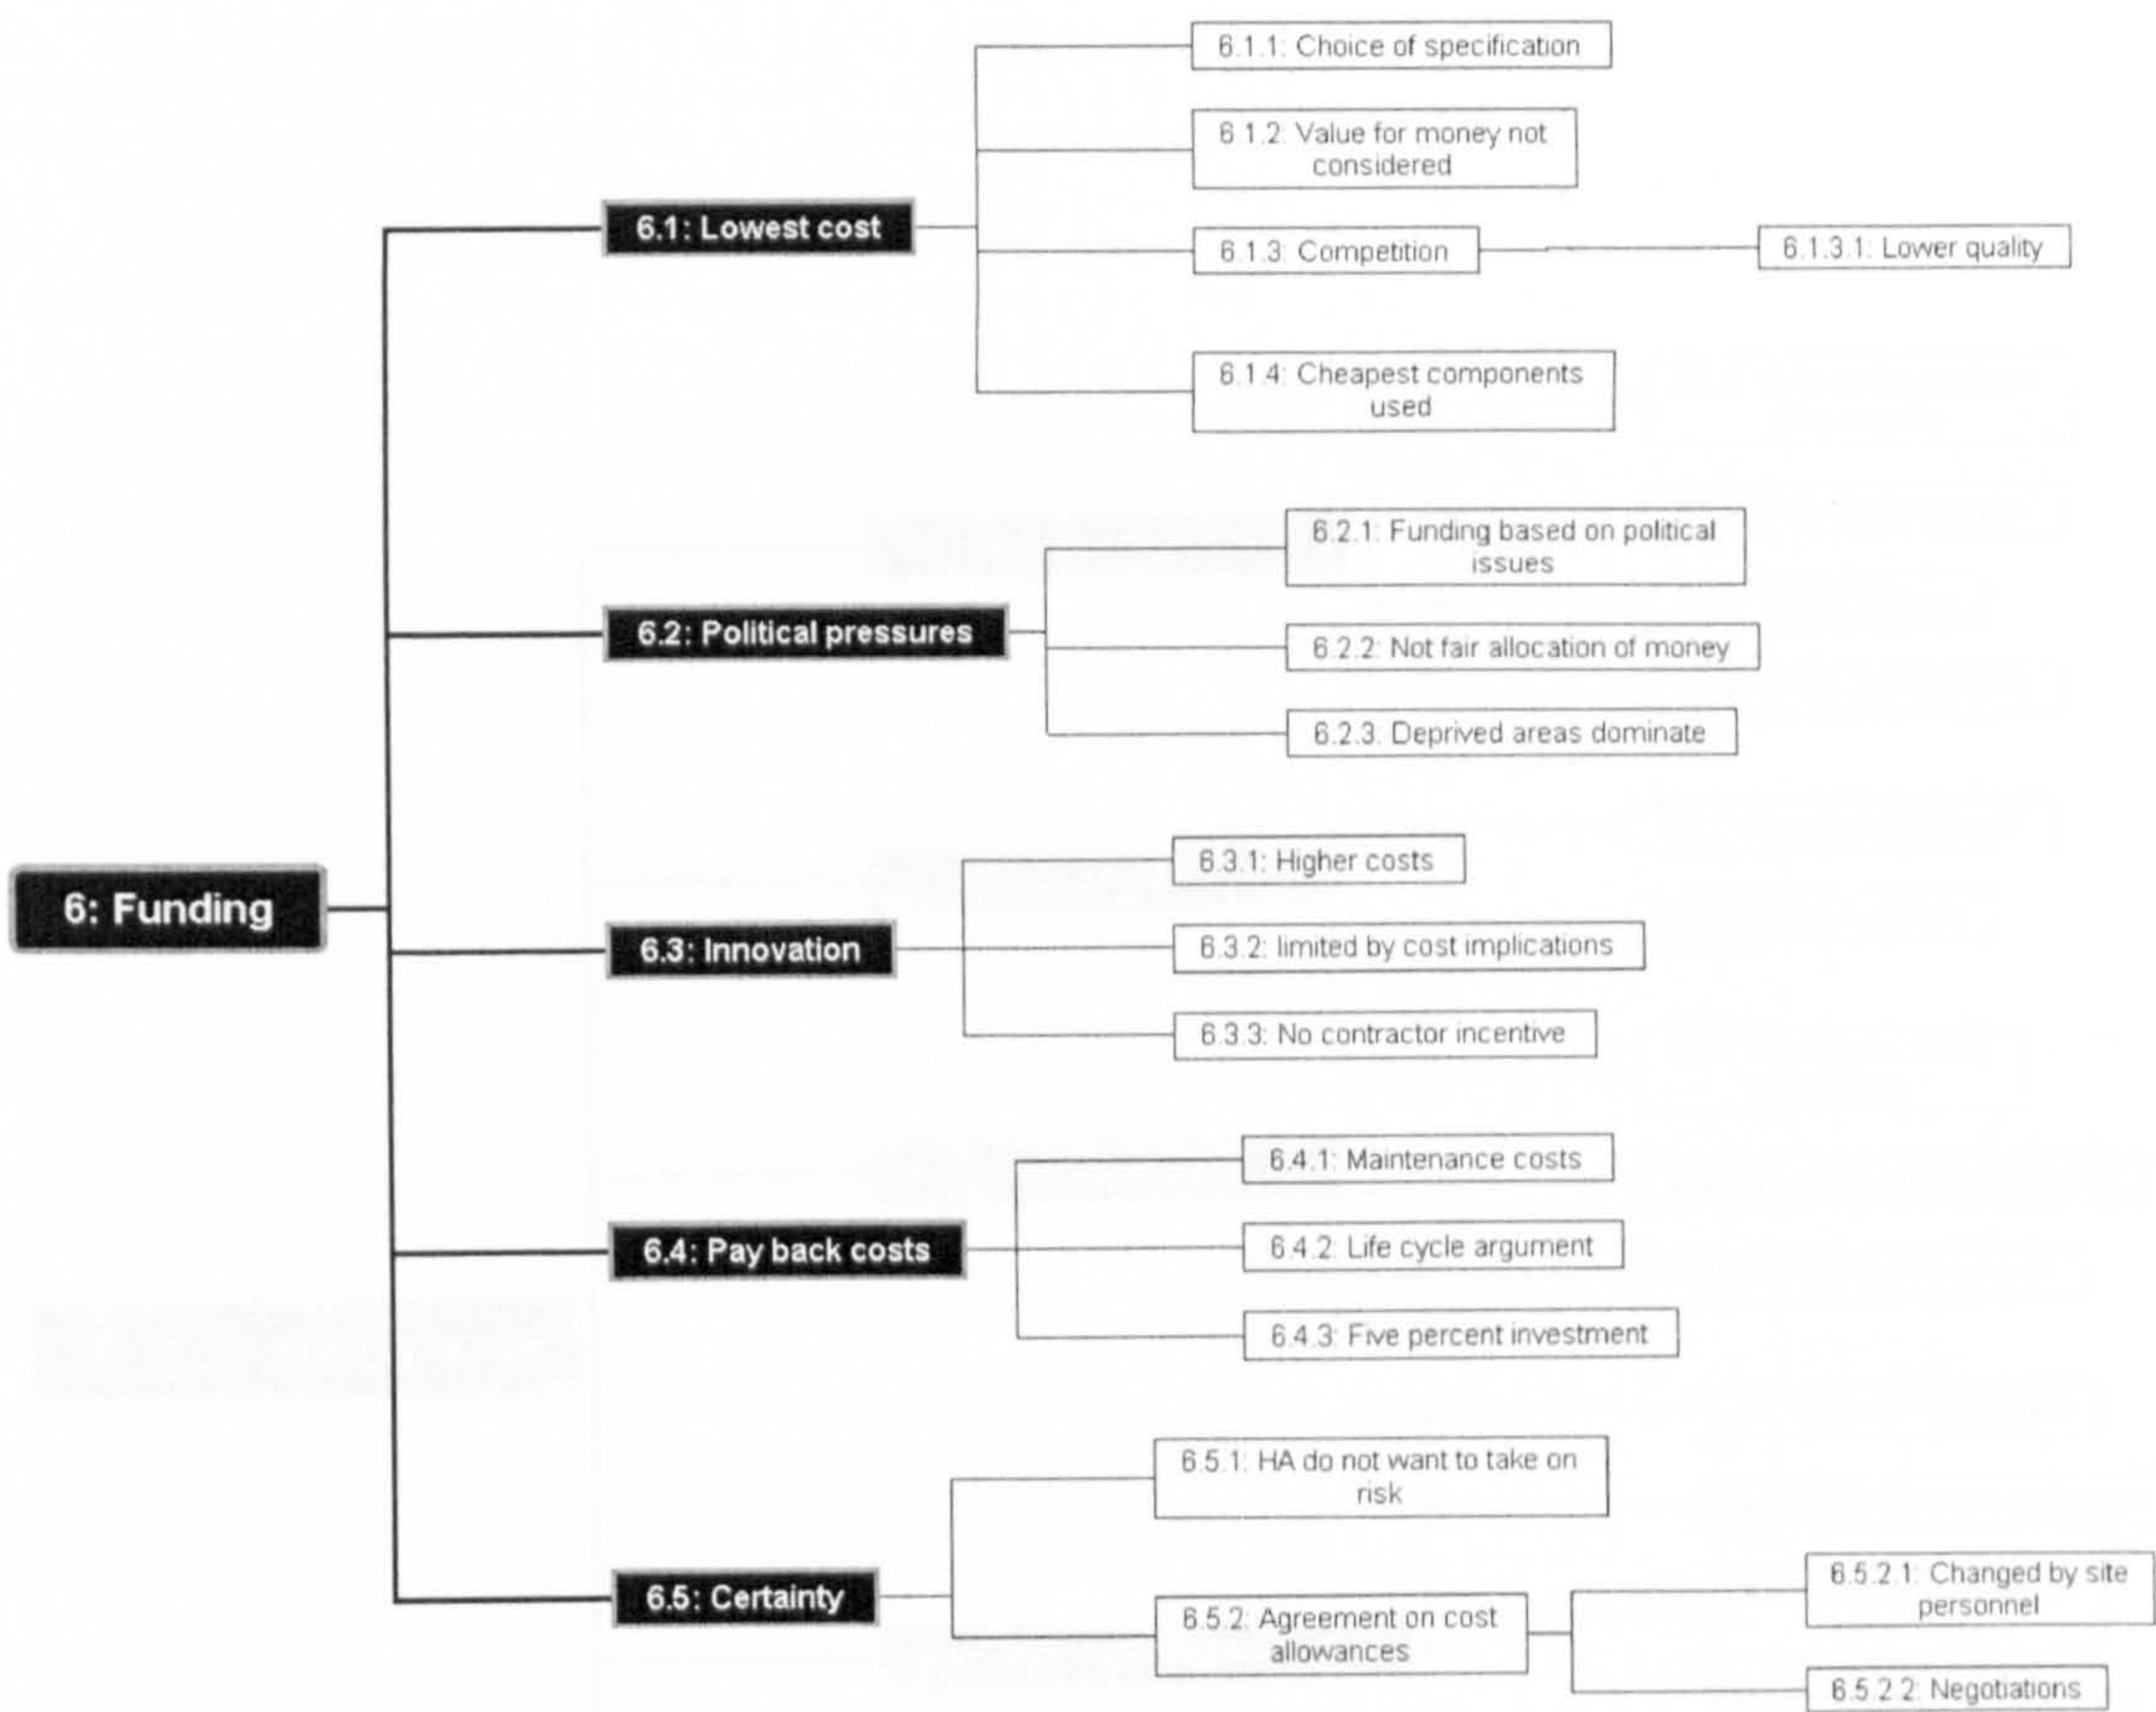 6: Funding
6.1: Lowest cost
6.1.1: Choice of specification
6.1.2: Value for money not
considered
6.1.3: Competition
6.1.3.1: Lower quality
6.1.4: Cheapest components
used
6.2: Political pressures
6.2.1: Funding based on political
issues
6.2.2: Not fair allocation of money
6.2.3: Deprived areas dominate
6.3: Innovation
6.3.1: Higher costs
6.3.2: limited by cost implications
6.3.3: No contractor incentive
6.4: Pay back costs
6.4.1: Maintenance costs
6.4.2: Life cycle argument
6.4.3: Five percent investment
6.5: Certainty
6.5.1: HA do not want to take on
risk
6.5.2: Agreement on cost
allowances
6.5.2.1: Changed by site
personnel
6.5.2.2: Negotiations